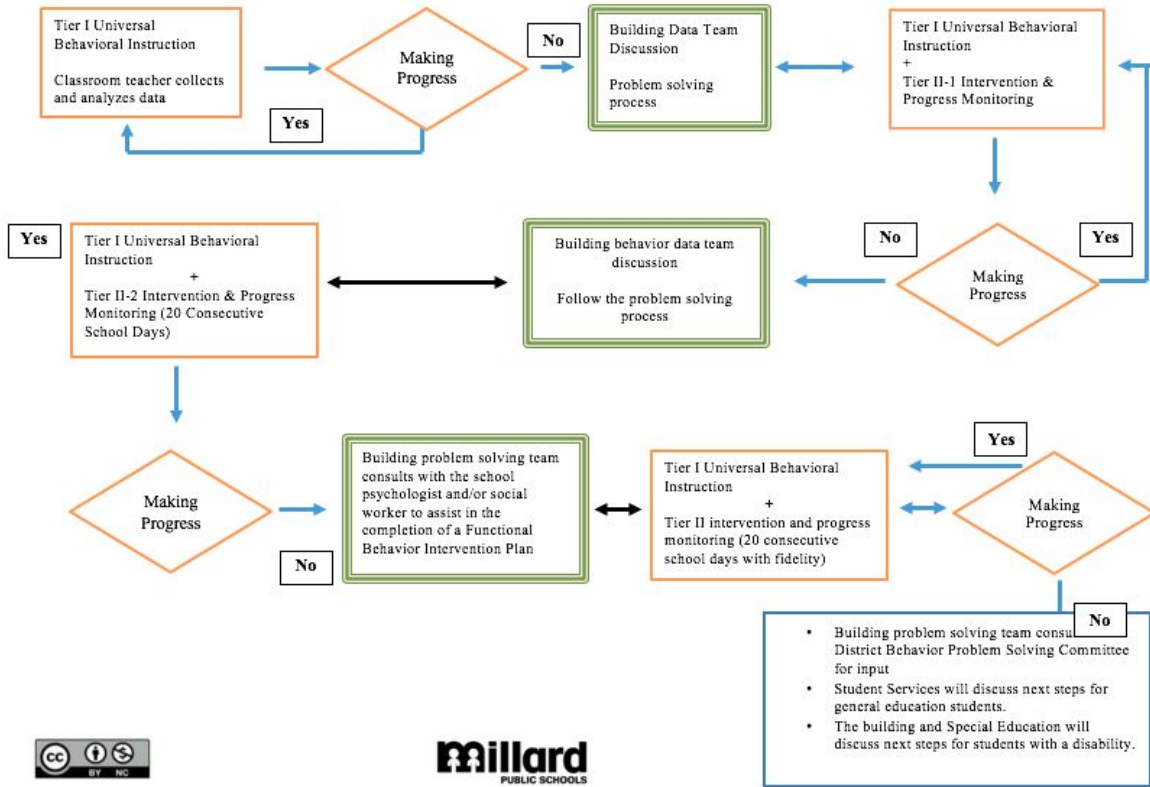 Tier I Universal
Behavioral Instruction
Classroom teacher collects
and analyzes data
Making
Progress
No
Yes
Building Data Team
Discussion
Problem solving
process
Tier I Universal Behavioral
Instruction
+
Tier II-1 Intervention &
Progress Monitoring
Yes
Tier I Universal Behavioral
Instruction
+
Tier II-2 Intervention & Progress
Monitoring (20 Consecutive
School Days)
Building behavior data team
discussion
Follow the problem solving
process
No
Yes
Making
Progress
Making
Progress
No
Building problem solving team
consults with the school
psychologist and/or social
worker to assist in the
completion of a Functional
Behavior Intervention Plan
Tier I Universal Behavioral
Instruction
+
Tier II intervention and progress
monitoring (20 consecutive
school days with fidelity)
Yes
Making
Progress
No
• Building problem solving team
District Behavior Problem Solving Committee
for input
• Student Services will discuss next steps for
general education students.
• The building and Special Education will
discuss next steps for students with a disability.
cc
BY NC
Millard
PUBLIC SCHOOLS